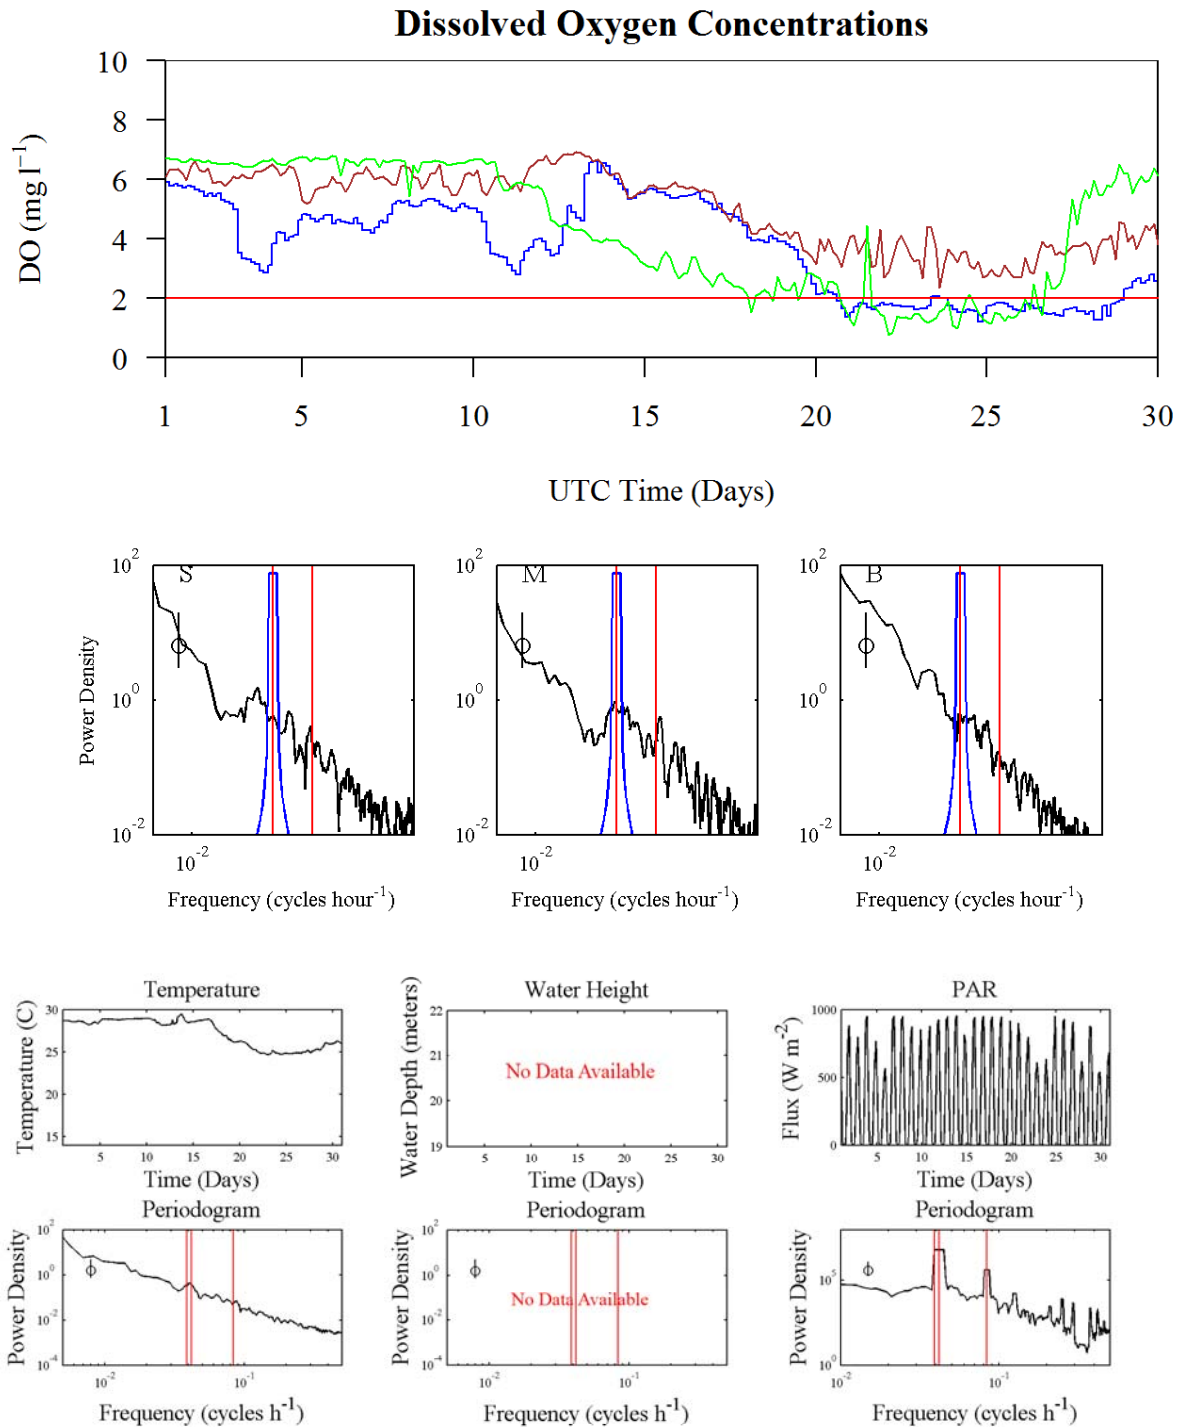 Dissolved Oxygen Concentrations
10
8
6
4
2
0
DO (mg l⁻¹)
1 5 10 15 20 25 30
UTC Time (Days)
S M B
10² 10² 10²
10⁰ 10⁰ 10⁰
10⁻² 10⁻² 10⁻²
Power Density
10⁻² 10⁻² 10⁻²
Frequency (cycles hour⁻¹) Frequency (cycles hour⁻¹) Frequency (cycles hour⁻¹)
Temperature Water Height PAR
30 22 1000
25 21 500
20 20 0
15 19
Temperature (C) Water Depth (meters) Flux (W m⁻²)
No Data Available
5 10 15 20 25 30 5 10 15 20 25 30 5 10 15 20 25 30
Time (Days) Time (Days) Time (Days)
Periodogram Periodogram Periodogram
10² 10² 10⁵
10⁰ 10⁰ 10⁰
10⁻² 10⁻²
10⁻⁴ 10⁻⁴
Power Density Power Density Power Density
No Data Available
10⁻² 10⁻¹ 10⁻² 10⁻¹ 10⁻² 10⁻¹
Frequency (cycles h⁻¹) Frequency (cycles h⁻¹) Frequency (cycles h⁻¹)